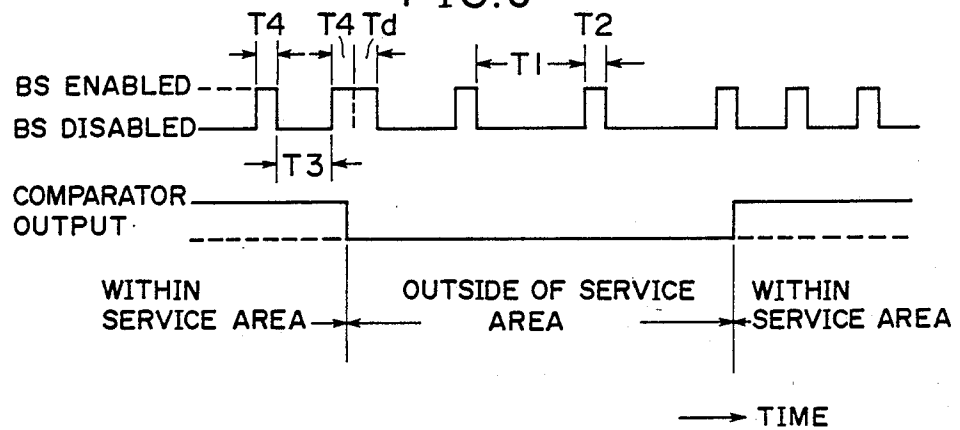 T4 T4 Td T2
T1
BS ENABLED
BS DISABLED
T3
COMPARATOR
OUTPUT
WITHIN
SERVICE AREA
OUTSIDE OF SERVICE
AREA
WITHIN
SERVICE AREA
TIME